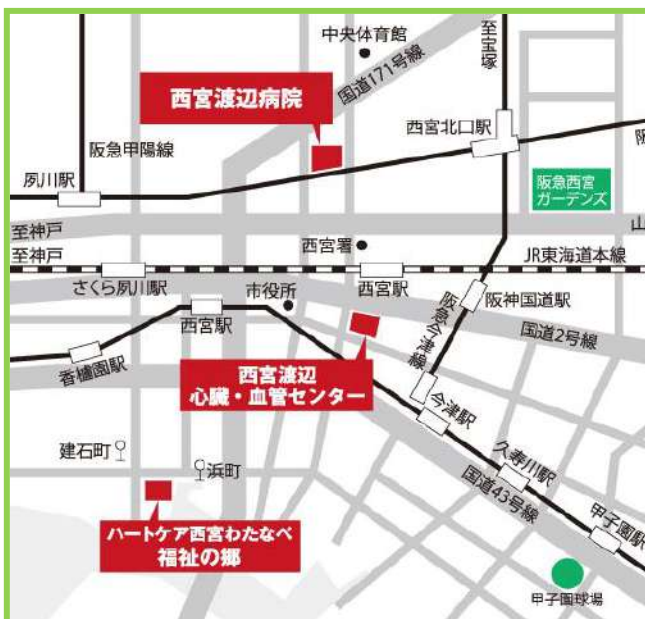 中央体育館
至宝塚
国道171号線
西宮渡辺病院
西宮北口駅
阪急甲陽線
夙川駅
阪急西宮
ガーデンズ
至神戸
山
西宮署
至神戸
JR東海道本線
さくら夙川駅
市役所
西宮駅
阪神国道駅
西宮駅
阪急今津線
国道2号線
香櫨園駅
西宮渡辺
心臓・血管センター
今津駅
建石町
浜町
久寿川駅
国道43号線
甲子園駅
ハートケア西宮わたなべ
福祉の郷
甲子園球場